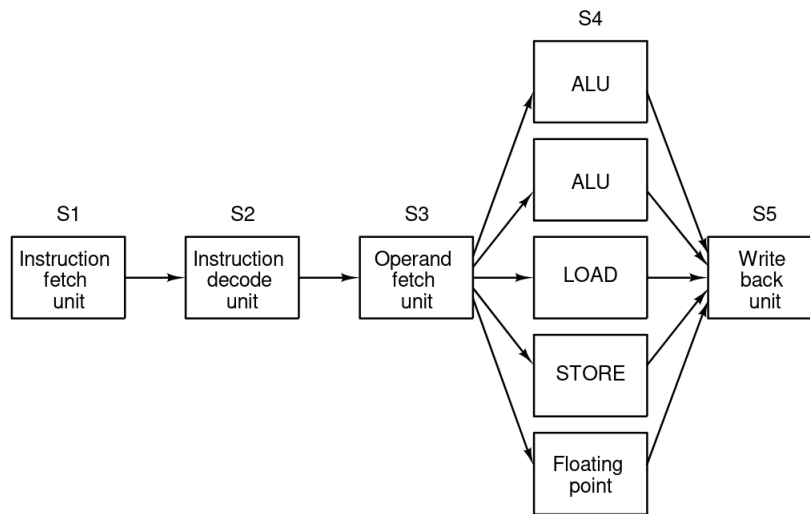 S4
ALU
ALU
S1
S2
S3
S5
Instruction
fetch
unit
Instruction
decode
unit
Operand
fetch
unit
LOAD
Write
back
unit
STORE
Floating
point